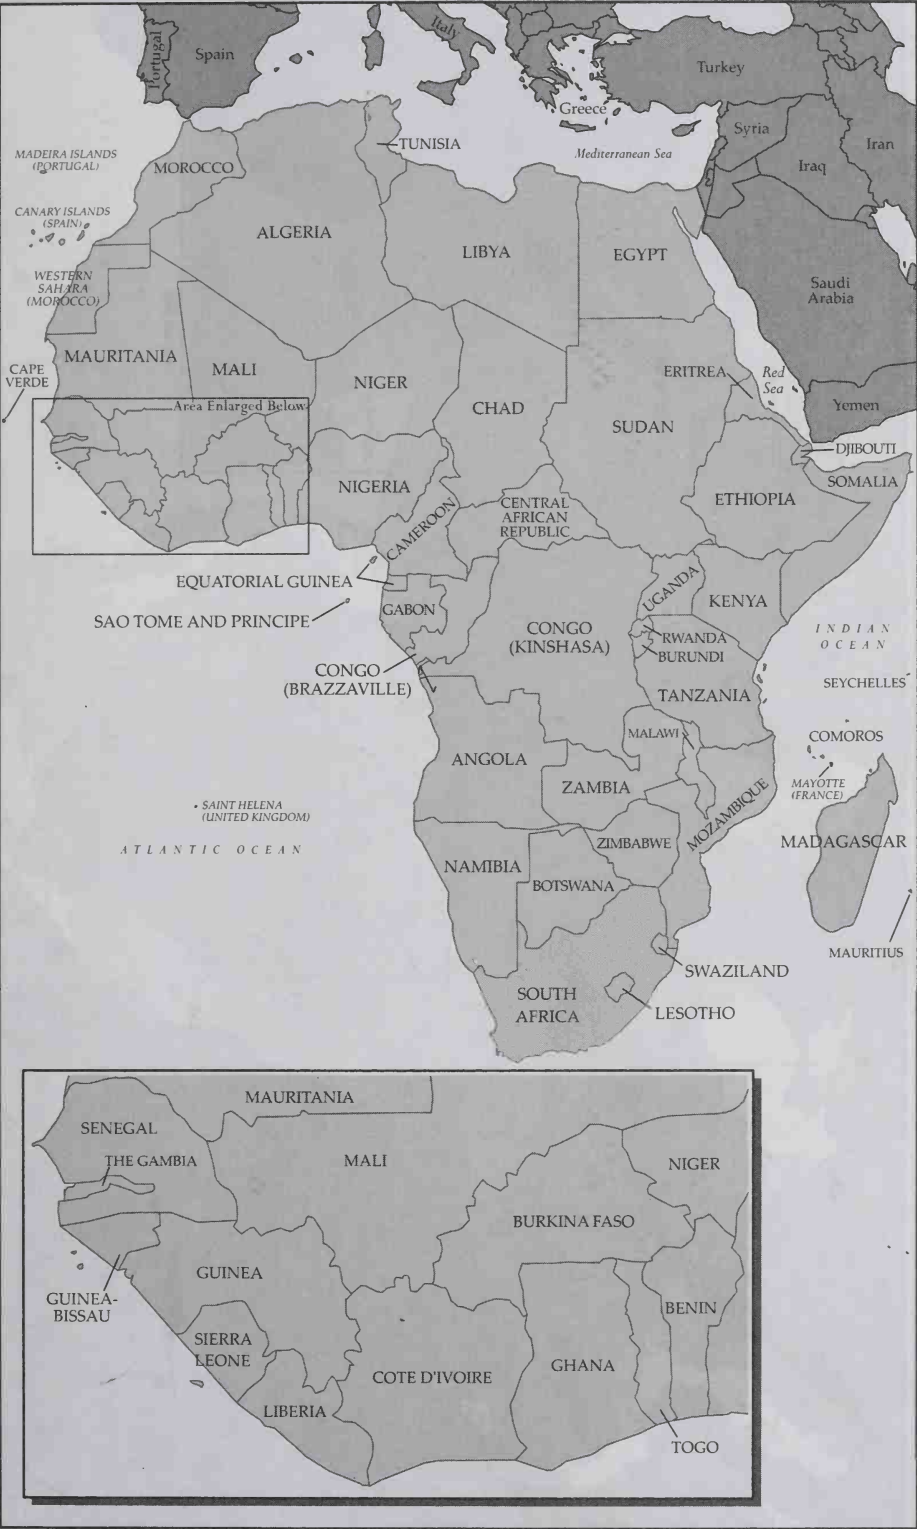 Portugal
Spain
Italy
Greece
Turkey
Syria
Iraq
Iran
Mediterranean Sea
MADEIRA ISLANDS
(PORTUGAL)
MOROCCO
TUNISIA
CANARY ISLANDS
(SPAIN)
ALGERIA
LIBYA
EGYPT
WESTERN
SAHARA
(MOROCCO)
Saudi
Arabia
CAPE
VERDE
MAURITANIA
MALI
NIGER
CHAD
SUDAN
ERITREA
Red
Sea
Yemen
Area Enlarged Below
DJIBOUTI
SOMALIA
NIGERIA
CAMEROON
CENTRAL
AFRICAN
REPUBLIC
ETHIOPIA
EQUATORIAL GUINEA
SAO TOME AND PRINCIPE
GABON
CONGO
(BRAZZAVILLE)
CONGO
(KINSHASA)
UGANDA
KENYA
RWANDA
BURUNDI
TANZANIA
INDIAN
OCEAN
SEYCHELLES
COMOROS
MAYOTTE
(FRANCE)
ANGOLA
ZAMBIA
MALAWI
MOZAMBIQUE
SAINT HELENA
(UNITED KINGDOM)
ATLANTIC OCEAN
NAMIBIA
BOTSWANA
ZIMBABWE
MADAGASCAR
MAURITIUS
SWAZILAND
LESOTHO
SOUTH
AFRICA
MAURITANIA
SENEGAL
THE GAMBIA
MALI
NIGER
BURKINA FASO
GUINEA
GUINEA-
BISSAU
SIERRA
LEONE
LIBERIA
COTE D'IVOIRE
GHANA
BENIN
TOGO